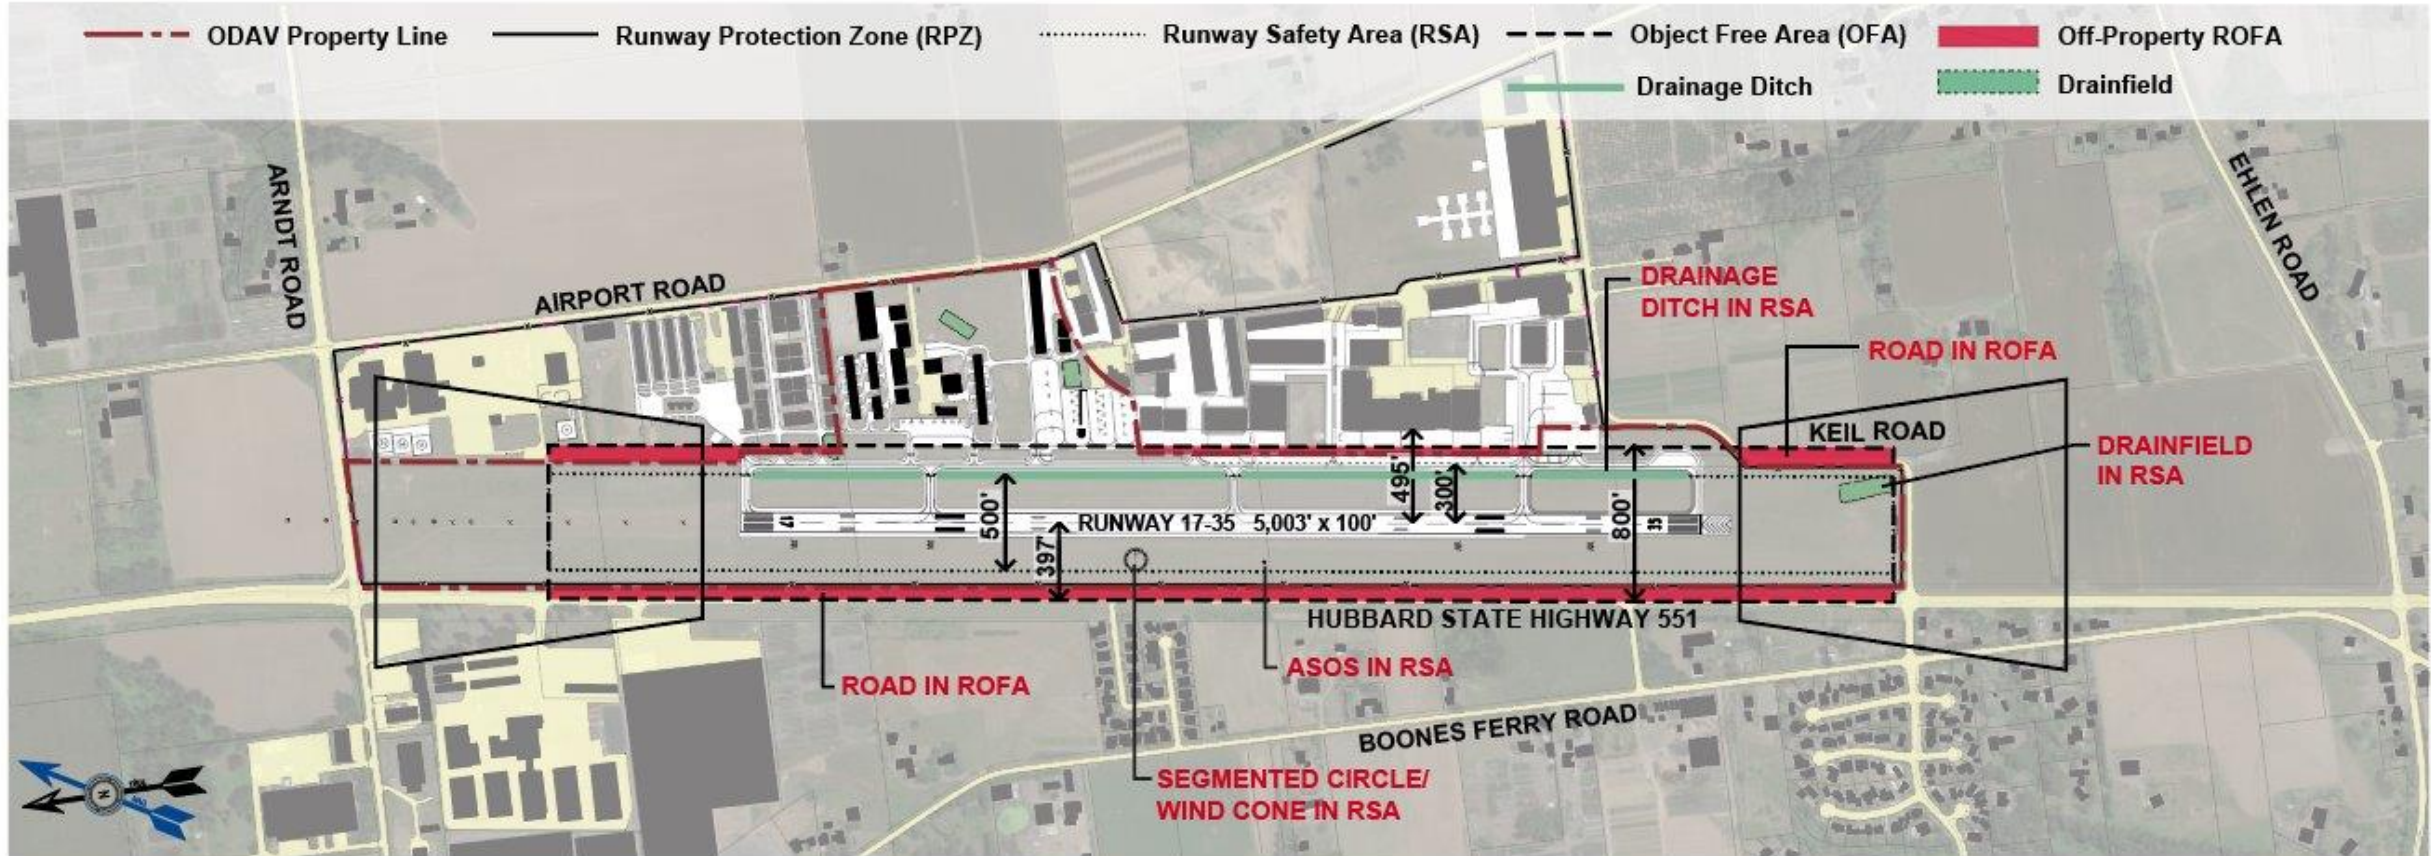 ODAV Property Line
Runway Protection Zone (RPZ)
Runway Safety Area (RSA)
Object Free Area (OFA)
Off-Property ROFA
Drainage Ditch
Drainfield
ARNDT ROAD
AIRPORT ROAD
EHLEN ROAD
DRAINAGE
DITCH IN RSA
ROAD IN ROFA
KEIL ROAD
DRAINFIELD
IN RSA
495'
300'
500'
800'
397'
17
RUNWAY 17-35 5,003' x 100'
35
HUBBARD STATE HIGHWAY 551
ROAD IN ROFA
ASOS IN RSA
BOONES FERRY ROAD
SEGMENTED CIRCLE/
WIND CONE IN RSA
N